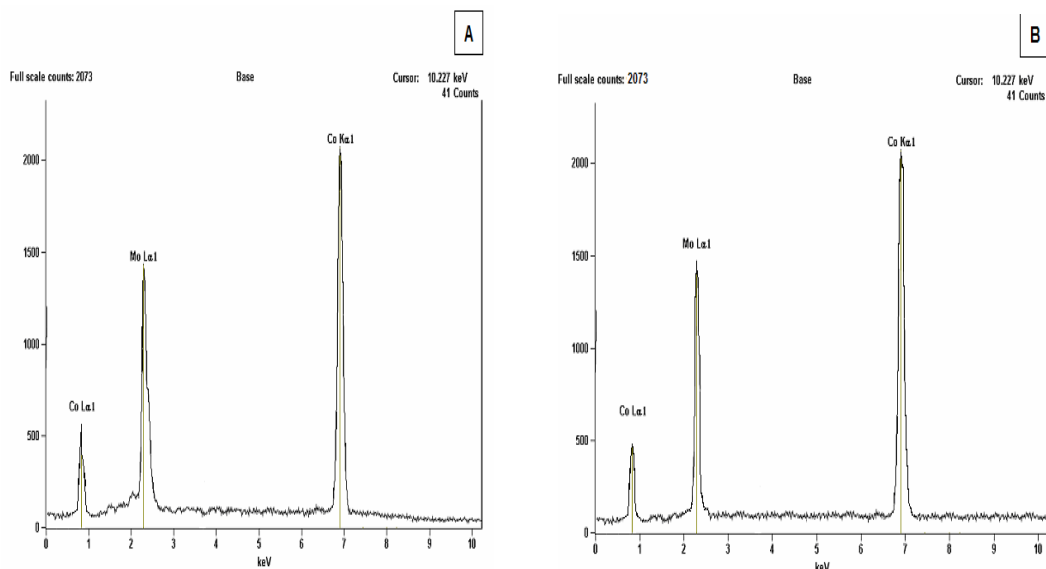 A
Full scale counts: 2073 Base Cursor: 10.227 keV
41 Counts
Co Kα1
2000
Mo Lα1
1500
1000
Co Lα1
500
0
0 1 2 3 4 5 6 7 8 9 10
keV
B
Full scale counts: 2073 Base Cursor: 10.227 keV
41 Counts
Co Kα1
2000
Mo Lα1
1500
1000
Co Lα1
500
0
0 1 2 3 4 5 6 7 8 9 10
keV